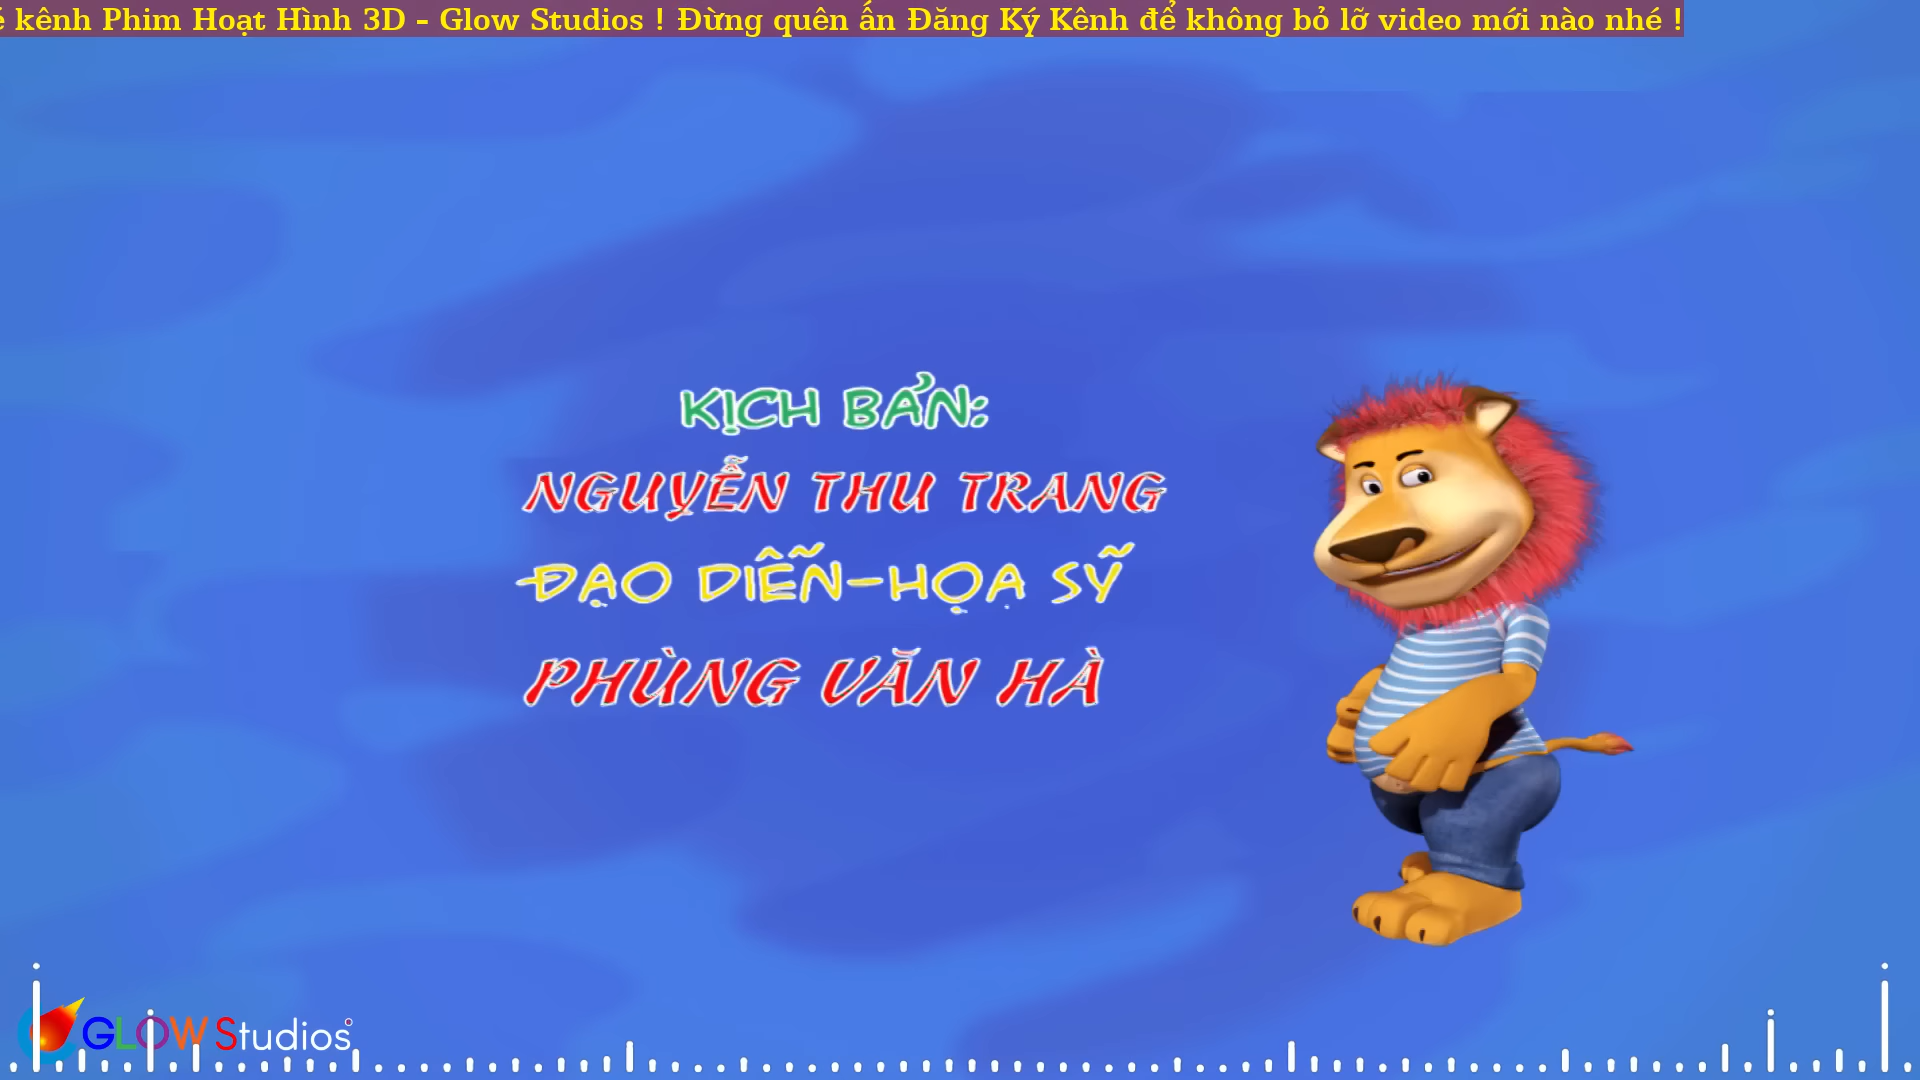 kênh Phim Hoạt Hình 3D - Glow Studios ! Đừng quên ấn Đăng Ký Kênh để không bỏ lỡ video mới nào nhé !
KỊCH BẢN:
NGUYỄN THU TRANG
ĐẠO DIỄN-HỌA SỸ
PHÙNG VĂN HÀ
GLOW Studios